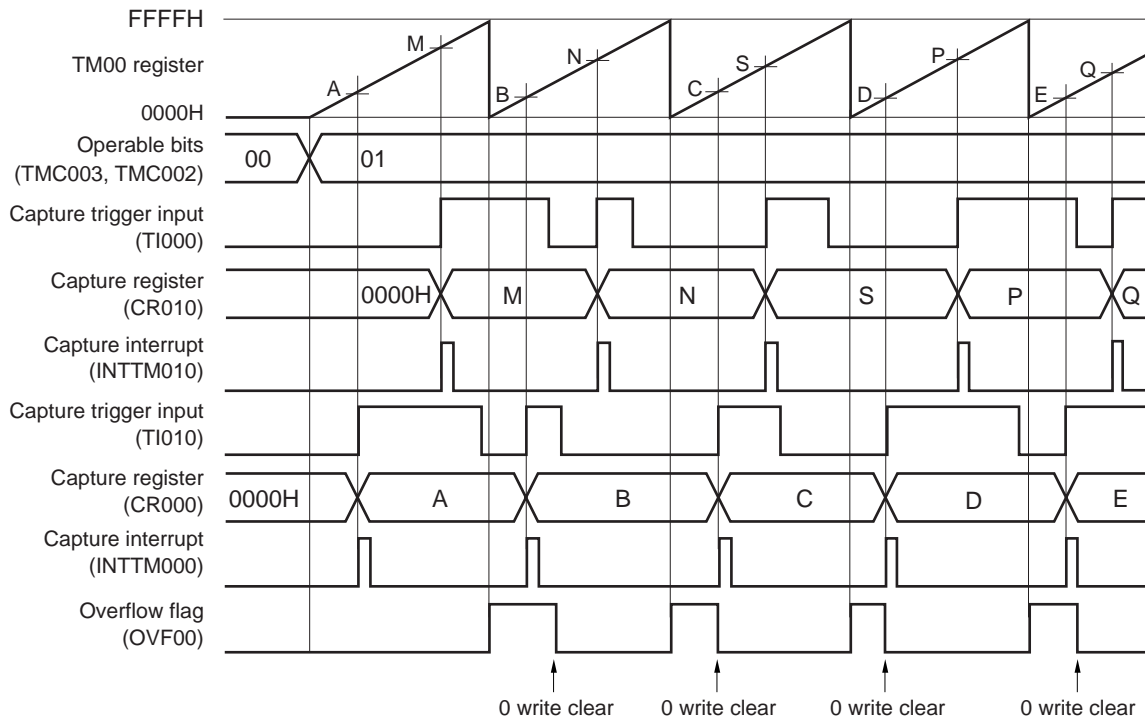 FFFFH
TM00 register
0000H
A M B N C S D P E Q
Operable bits
(TMC003, TMC002)
00 01
Capture trigger input
(TI000)
Capture register
(CR010)
0000H M N S P Q
Capture interrupt
(INTTM010)
Capture trigger input
(TI010)
Capture register
(CR000)
0000H A B C D E
Capture interrupt
(INTTM000)
Overflow flag
(OVF00)
0 write clear 0 write clear 0 write clear 0 write clear